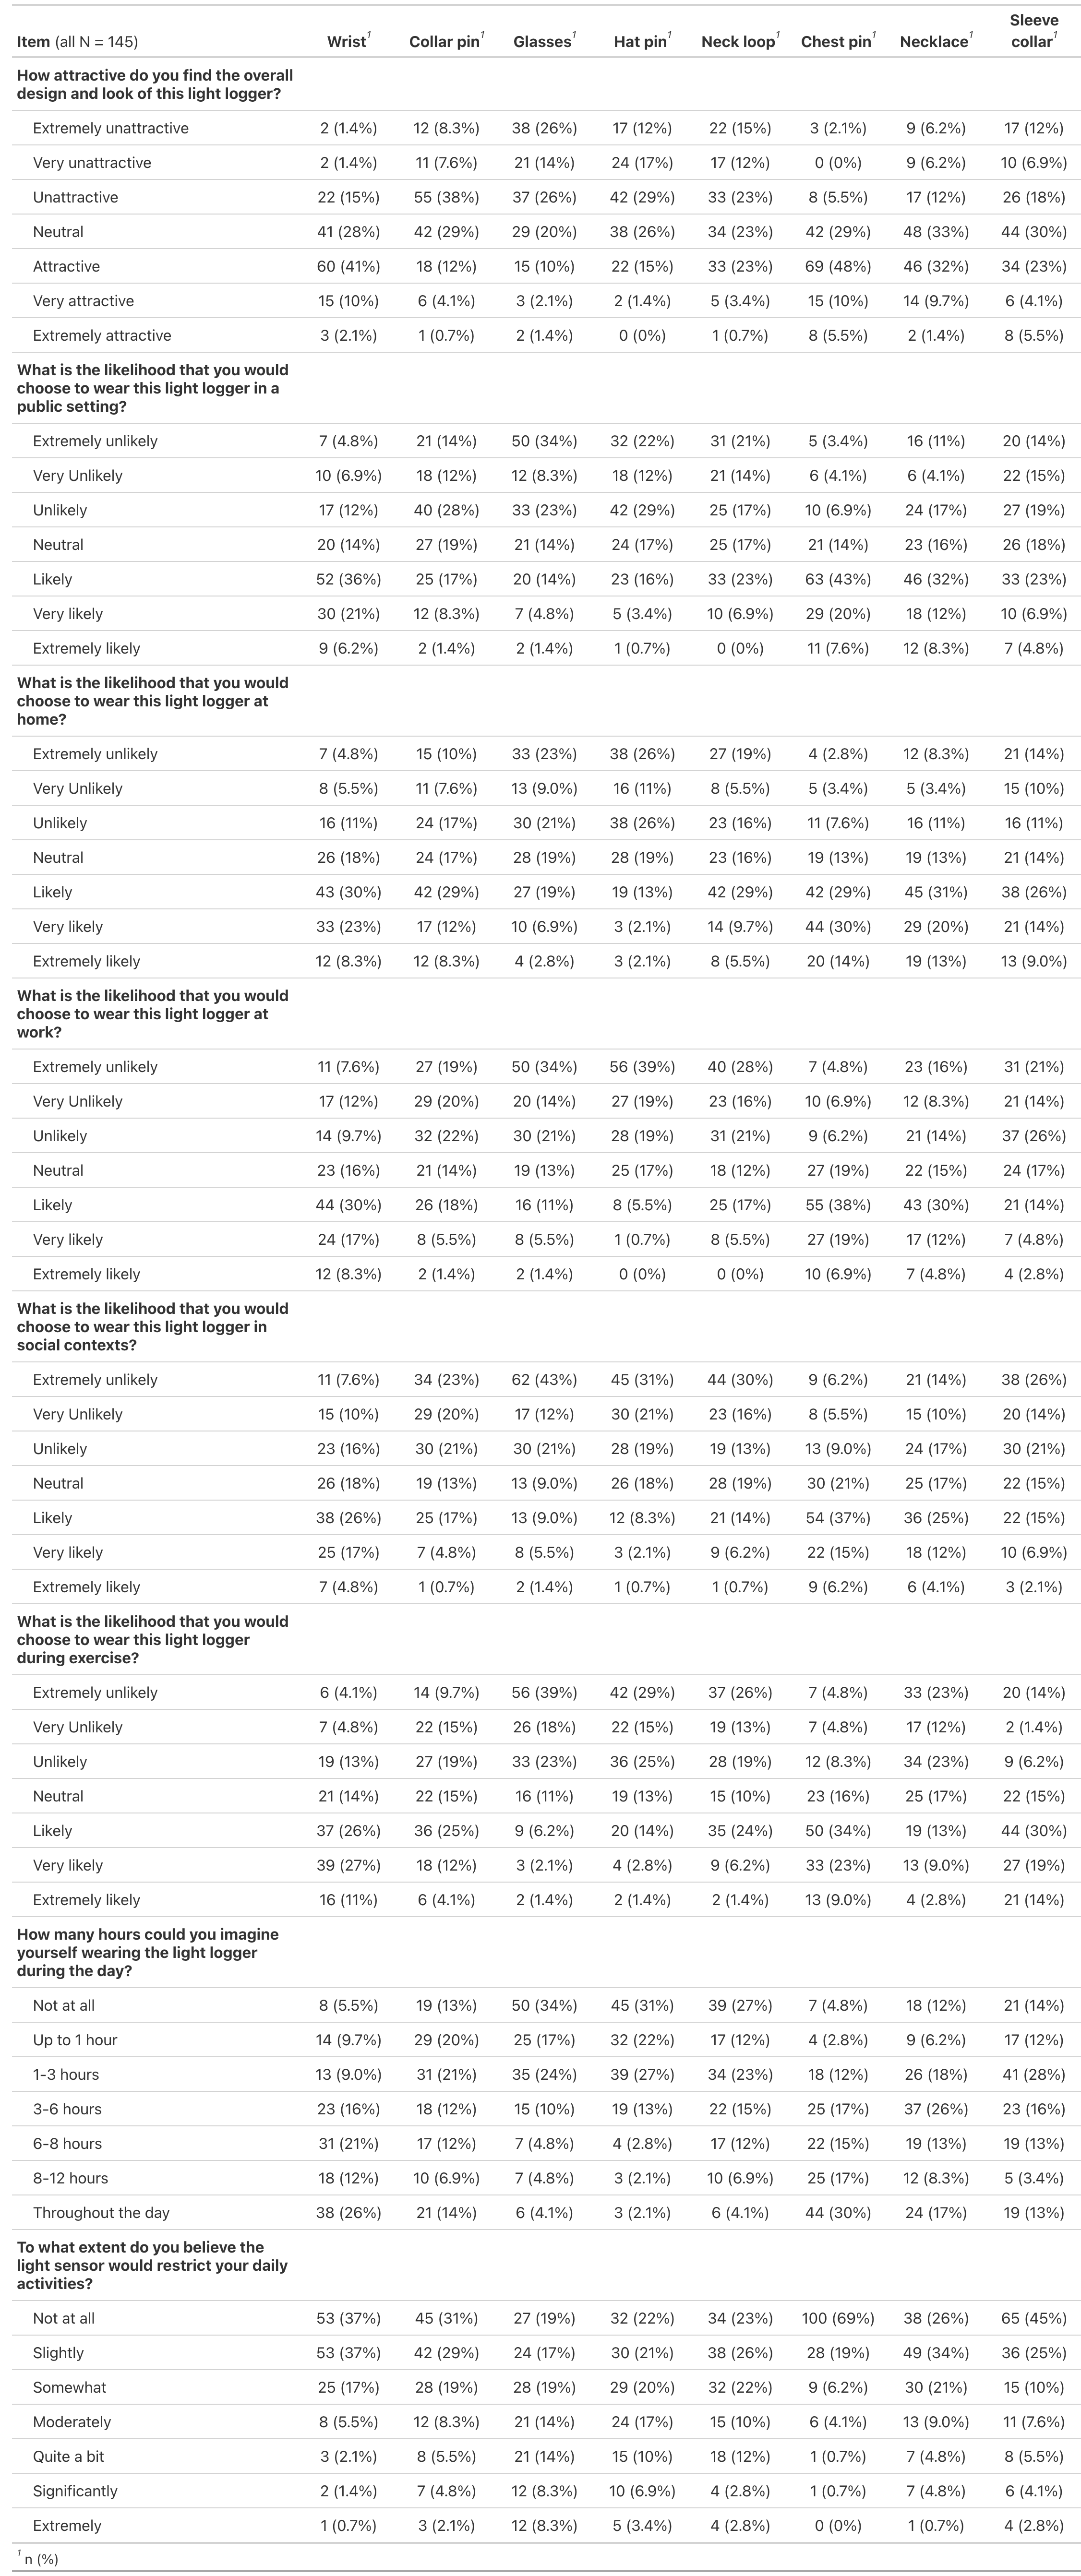 Sleeve
Item (all N = 145) Wrist1 Collar pin1 Glasses1 Hat pin1 Neck loop1 Chest pin1 Necklace1 collar1
How attractive do you find the overall
design and look of this light logger?
Extremely unattractive 2 (1.4%) 12 (8.3%) 38 (26%) 17 (12%) 22 (15%) 3 (2.1%) 9 (6.2%) 17 (12%)
Very unattractive 2 (1.4%) 11 (7.6%) 21 (14%) 24 (17%) 17 (12%) 0 (0%) 9 (6.2%) 10 (6.9%)
Unattractive 22 (15%) 55 (38%) 37 (26%) 42 (29%) 33 (23%) 8 (5.5%) 17 (12%) 26 (18%)
Neutral 41 (28%) 42 (29%) 29 (20%) 38 (26%) 34 (23%) 42 (29%) 48 (33%) 44 (30%)
Attractive 60 (41%) 18 (12%) 15 (10%) 22 (15%) 33 (23%) 69 (48%) 46 (32%) 34 (23%)
Very attractive 15 (10%) 6 (4.1%) 3 (2.1%) 2 (1.4%) 5 (3.4%) 15 (10%) 14 (9.7%) 6 (4.1%)
Extremely attractive 3 (2.1%) 1 (0.7%) 2 (1.4%) 0 (0%) 1 (0.7%) 8 (5.5%) 2 (1.4%) 8 (5.5%)
What is the likelihood that you would
choose to wear this light logger in a
public setting?
Extremely unlikely 7 (4.8%) 21 (14%) 50 (34%) 32 (22%) 31 (21%) 5 (3.4%) 16 (11%) 20 (14%)
Very Unlikely 10 (6.9%) 18 (12%) 12 (8.3%) 18 (12%) 21 (14%) 6 (4.1%) 6 (4.1%) 22 (15%)
Unlikely 17 (12%) 40 (28%) 33 (23%) 42 (29%) 25 (17%) 10 (6.9%) 24 (17%) 27 (19%)
Neutral 20 (14%) 27 (19%) 21 (14%) 24 (17%) 25 (17%) 21 (14%) 23 (16%) 26 (18%)
Likely 52 (36%) 25 (17%) 20 (14%) 23 (16%) 33 (23%) 63 (43%) 46 (32%) 33 (23%)
Very likely 30 (21%) 12 (8.3%) 7 (4.8%) 5 (3.4%) 10 (6.9%) 29 (20%) 18 (12%) 10 (6.9%)
Extremely likely 9 (6.2%) 2 (1.4%) 2 (1.4%) 1 (0.7%) 0 (0%) 11 (7.6%) 12 (8.3%) 7 (4.8%)
What is the likelihood that you would
choose to wear this light logger at
home?
Extremely unlikely 7 (4.8%) 15 (10%) 33 (23%) 38 (26%) 27 (19%) 4 (2.8%) 12 (8.3%) 21 (14%)
Very Unlikely 8 (5.5%) 11 (7.6%) 13 (9.0%) 16 (11%) 8 (5.5%) 5 (3.4%) 5 (3.4%) 15 (10%)
Unlikely 16 (11%) 24 (17%) 30 (21%) 38 (26%) 23 (16%) 11 (7.6%) 16 (11%) 16 (11%)
Neutral 26 (18%) 24 (17%) 28 (19%) 28 (19%) 23 (16%) 19 (13%) 19 (13%) 21 (14%)
Likely 43 (30%) 42 (29%) 27 (19%) 19 (13%) 42 (29%) 42 (29%) 45 (31%) 38 (26%)
Very likely 33 (23%) 17 (12%) 10 (6.9%) 3 (2.1%) 14 (9.7%) 44 (30%) 29 (20%) 21 (14%)
Extremely likely 12 (8.3%) 12 (8.3%) 4 (2.8%) 3 (2.1%) 8 (5.5%) 20 (14%) 19 (13%) 13 (9.0%)
What is the likelihood that you would
choose to wear this light logger at
work?
Extremely unlikely 11 (7.6%) 27 (19%) 50 (34%) 56 (39%) 40 (28%) 7 (4.8%) 23 (16%) 31 (21%)
Very Unlikely 17 (12%) 29 (20%) 20 (14%) 27 (19%) 23 (16%) 10 (6.9%) 12 (8.3%) 21 (14%)
Unlikely 14 (9.7%) 32 (22%) 30 (21%) 28 (19%) 31 (21%) 9 (6.2%) 21 (14%) 37 (26%)
Neutral 23 (16%) 21 (14%) 19 (13%) 25 (17%) 18 (12%) 27 (19%) 22 (15%) 24 (17%)
Likely 44 (30%) 26 (18%) 16 (11%) 8 (5.5%) 25 (17%) 55 (38%) 43 (30%) 21 (14%)
Very likely 24 (17%) 8 (5.5%) 8 (5.5%) 1 (0.7%) 8 (5.5%) 27 (19%) 17 (12%) 7 (4.8%)
Extremely likely 12 (8.3%) 2 (1.4%) 2 (1.4%) 0 (0%) 0 (0%) 10 (6.9%) 7 (4.8%) 4 (2.8%)
What is the likelihood that you would
choose to wear this light logger in
social contexts?
Extremely unlikely 11 (7.6%) 34 (23%) 62 (43%) 45 (31%) 44 (30%) 9 (6.2%) 21 (14%) 38 (26%)
Very Unlikely 15 (10%) 29 (20%) 17 (12%) 30 (21%) 23 (16%) 8 (5.5%) 15 (10%) 20 (14%)
Unlikely 23 (16%) 30 (21%) 30 (21%) 28 (19%) 19 (13%) 13 (9.0%) 24 (17%) 30 (21%)
Neutral 26 (18%) 19 (13%) 13 (9.0%) 26 (18%) 28 (19%) 30 (21%) 25 (17%) 22 (15%)
Likely 38 (26%) 25 (17%) 13 (9.0%) 12 (8.3%) 21 (14%) 54 (37%) 36 (25%) 22 (15%)
Very likely 25 (17%) 7 (4.8%) 8 (5.5%) 3 (2.1%) 9 (6.2%) 22 (15%) 18 (12%) 10 (6.9%)
Extremely likely 7 (4.8%) 1 (0.7%) 2 (1.4%) 1 (0.7%) 1 (0.7%) 9 (6.2%) 6 (4.1%) 3 (2.1%)
What is the likelihood that you would
choose to wear this light logger
during exercise?
Extremely unlikely 6 (4.1%) 14 (9.7%) 56 (39%) 42 (29%) 37 (26%) 7 (4.8%) 33 (23%) 20 (14%)
Very Unlikely 7 (4.8%) 22 (15%) 26 (18%) 22 (15%) 19 (13%) 7 (4.8%) 17 (12%) 2 (1.4%)
Unlikely 19 (13%) 27 (19%) 33 (23%) 36 (25%) 28 (19%) 12 (8.3%) 34 (23%) 9 (6.2%)
Neutral 21 (14%) 22 (15%) 16 (11%) 19 (13%) 15 (10%) 23 (16%) 25 (17%) 22 (15%)
Likely 37 (26%) 36 (25%) 9 (6.2%) 20 (14%) 35 (24%) 50 (34%) 19 (13%) 44 (30%)
Very likely 39 (27%) 18 (12%) 3 (2.1%) 4 (2.8%) 9 (6.2%) 33 (23%) 13 (9.0%) 27 (19%)
Extremely likely 16 (11%) 6 (4.1%) 2 (1.4%) 2 (1.4%) 2 (1.4%) 13 (9.0%) 4 (2.8%) 21 (14%)
How many hours could you imagine
yourself wearing the light logger
during the day?
Not at all 8 (5.5%) 19 (13%) 50 (34%) 45 (31%) 39 (27%) 7 (4.8%) 18 (12%) 21 (14%)
Up to 1 hour 14 (9.7%) 29 (20%) 25 (17%) 32 (22%) 17 (12%) 4 (2.8%) 9 (6.2%) 17 (12%)
1-3 hours 13 (9.0%) 31 (21%) 35 (24%) 39 (27%) 34 (23%) 18 (12%) 26 (18%) 41 (28%)
3-6 hours 23 (16%) 18 (12%) 15 (10%) 19 (13%) 22 (15%) 25 (17%) 37 (26%) 23 (16%)
6-8 hours 31 (21%) 17 (12%) 7 (4.8%) 4 (2.8%) 17 (12%) 22 (15%) 19 (13%) 19 (13%)
8-12 hours 18 (12%) 10 (6.9%) 7 (4.8%) 3 (2.1%) 10 (6.9%) 25 (17%) 12 (8.3%) 5 (3.4%)
Throughout the day 38 (26%) 21 (14%) 6 (4.1%) 3 (2.1%) 6 (4.1%) 44 (30%) 24 (17%) 19 (13%)
To what extent do you believe the
light sensor would restrict your daily
activities?
Not at all 53 (37%) 45 (31%) 27 (19%) 32 (22%) 34 (23%) 100 (69%) 38 (26%) 65 (45%)
Slightly 53 (37%) 42 (29%) 24 (17%) 30 (21%) 38 (26%) 28 (19%) 49 (34%) 36 (25%)
Somewhat 25 (17%) 28 (19%) 28 (19%) 29 (20%) 32 (22%) 9 (6.2%) 30 (21%) 15 (10%)
Moderately 8 (5.5%) 12 (8.3%) 21 (14%) 24 (17%) 15 (10%) 6 (4.1%) 13 (9.0%) 11 (7.6%)
Quite a bit 3 (2.1%) 8 (5.5%) 21 (14%) 15 (10%) 18 (12%) 1 (0.7%) 7 (4.8%) 8 (5.5%)
Significantly 2 (1.4%) 7 (4.8%) 12 (8.3%) 10 (6.9%) 4 (2.8%) 1 (0.7%) 7 (4.8%) 6 (4.1%)
Extremely 1 (0.7%) 3 (2.1%) 12 (8.3%) 5 (3.4%) 4 (2.8%) 0 (0%) 1 (0.7%) 4 (2.8%)
1 n (%)